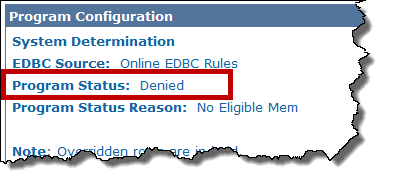 Program Configuration
System Determination
EDBC Source: Online EDBC Rules
Program Status: Denied
Program Status Reason: No Eligible Mem
Note: Overridden